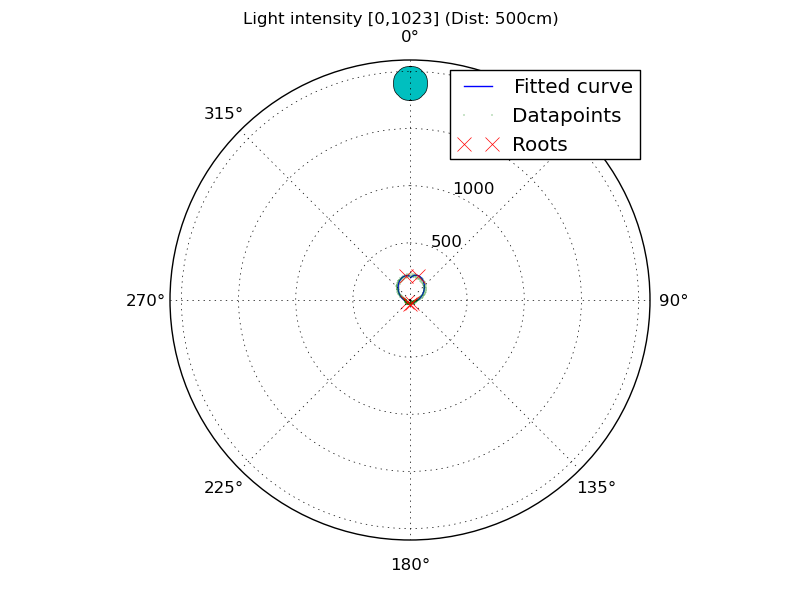 Light intensity [0,1023] (Dist: 500cm)
0°
Fitted curve
315°
Datapoints
Roots
1000
500
270°
90°
225°
135°
180°